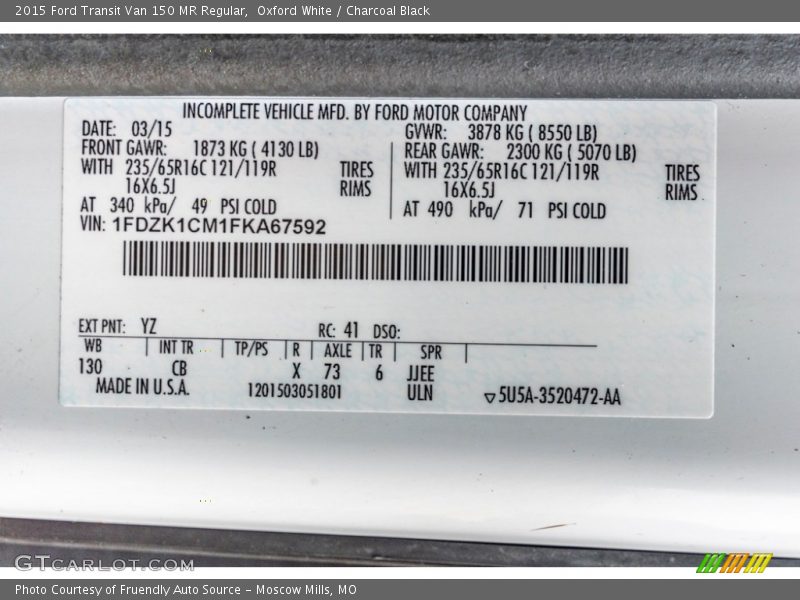 2015 Ford Transit Van 150 MR Regular, Oxford White / Charcoal Black
INCOMPLETE VEHICLE MFD. BY FORD MOTOR COMPANY
DATE: 03/15 GVWR: 3878 KG ( 8550 LB)
FRONT GAWR: 1873 KG ( 4130 LB) REAR GAWR: 2300 KG ( 5070 LB)
WITH 235/65R16C 121/119R TIRES WITH 235/65R16C 121/119R TIRES
16X6.5J RIMS 16X6.5J RIMS
AT 340 kPa/ 49 PSI COLD AT 490 kPa/ 71 PSI COLD
VIN: 1FDZK1CM1FKA67592
EXT PNT: YZ RC: 41 DSO:
WB INT TR TP/PS R AXLE TR SPR
130 CB X 73 6 JJEE
MADE IN U.S.A. 1201503051801 ULN ▽5U5A-3520472-AA
GTCARLOT.COM
Photo Courtesy of Fruendly Auto Source - Moscow Mills, MO